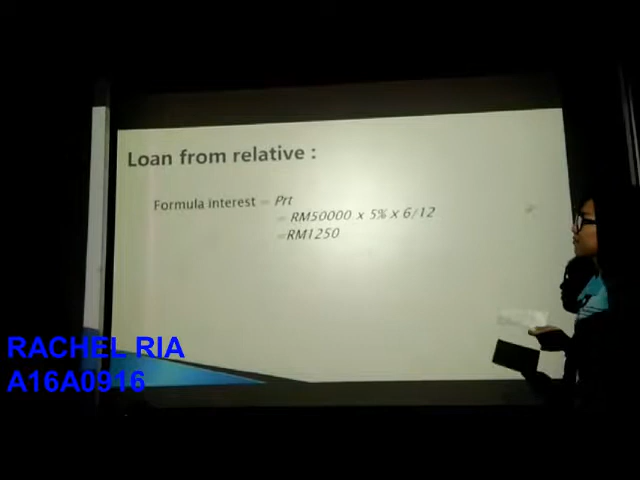 Loan from relative :
Formula interest = Prt
= RM50000 x 5% x 6/12
=RM1250
RACHEL RIA
A16A0916